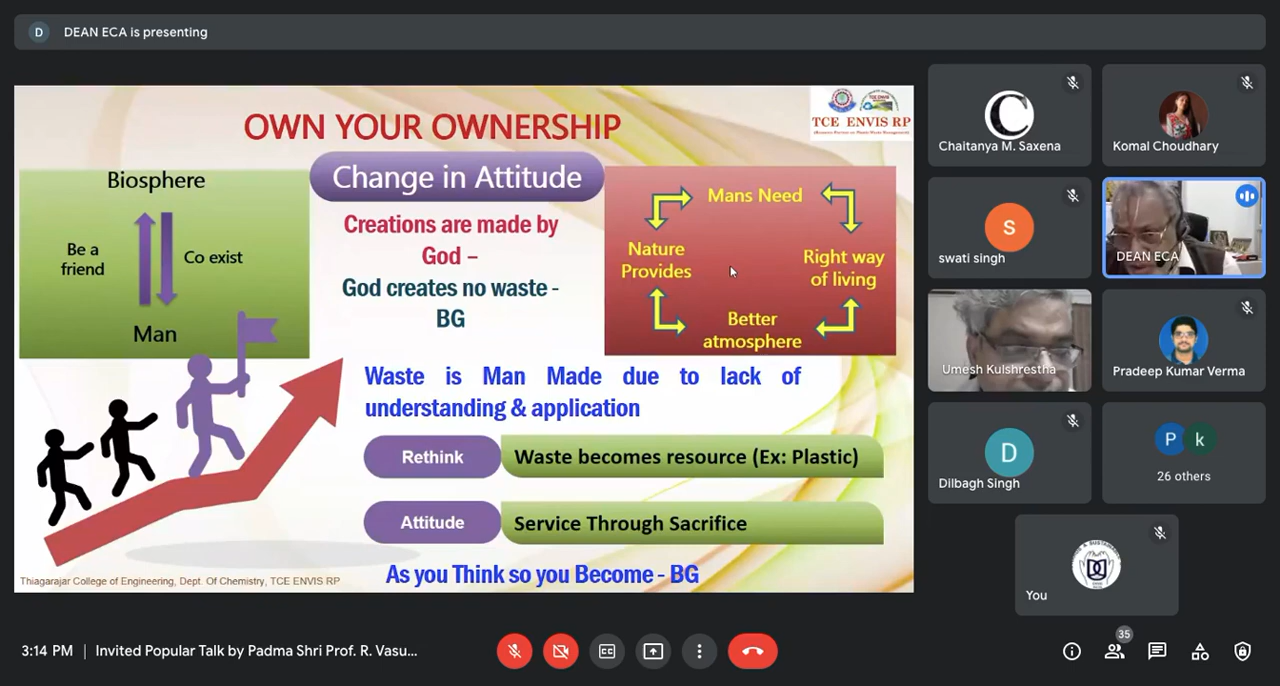 D
DEAN ECA is presenting
OWN YOUR OWNERSHIP
TCE ENVIS RP
Biosphere
Be a
friend
Co exist
Man
Change in Attitude
Creations are made by
God –
God creates no waste -
BG
Mans Need
Nature
Provides
Right way
of living
Better
atmosphere
Waste is Man Made due to lack of
understanding & application
Rethink
Waste becomes resource (Ex: Plastic)
Attitude
Service Through Sacrifice
As you Think so you Become - BG
Thiagarajar College of Engineering, Dept. Of Chemistry, TCE ENVIS RP
C
Chaitanya M. Saxena
Komal Choudhary
s
swati singh
DEAN ECA
Umesh Kulshrestha
Pradeep Kumar Verma
D
Dilbagh Singh
P k
26 others
You
3:14 PM | Invited Popular Talk by Padma Shri Prof. R. Vasu...
35